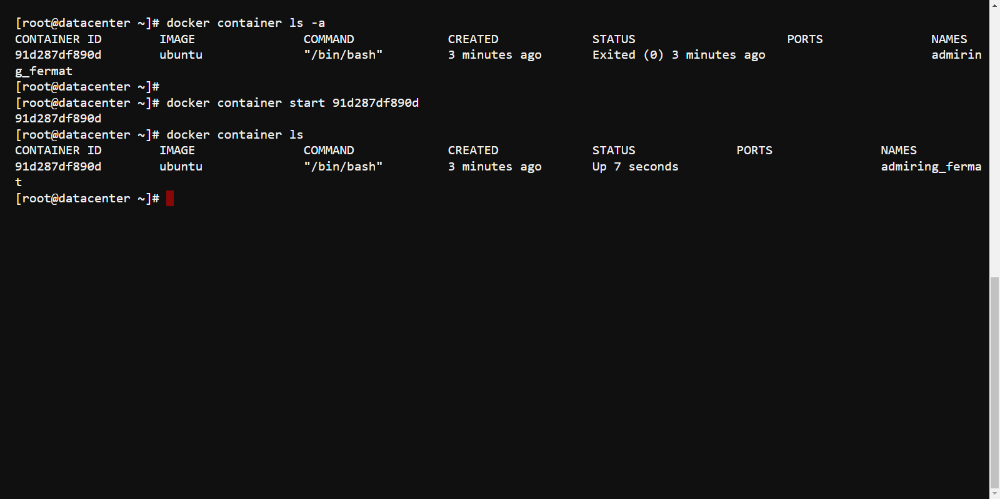 [root@datacenter ~]# docker container ls -a
CONTAINER ID        IMAGE               COMMAND             CREATED             STATUS                     PORTS               NAMES
91d287df890d        ubuntu              "/bin/bash"         3 minutes ago       Exited (0) 3 minutes ago                       admirin
g_fermat
[root@datacenter ~]#
[root@datacenter ~]# docker container start 91d287df890d
91d287df890d
[root@datacenter ~]# docker container ls
CONTAINER ID        IMAGE               COMMAND             CREATED             STATUS              PORTS               NAMES
91d287df890d        ubuntu              "/bin/bash"         3 minutes ago       Up 7 seconds                            admiring_ferma
t
[root@datacenter ~]#